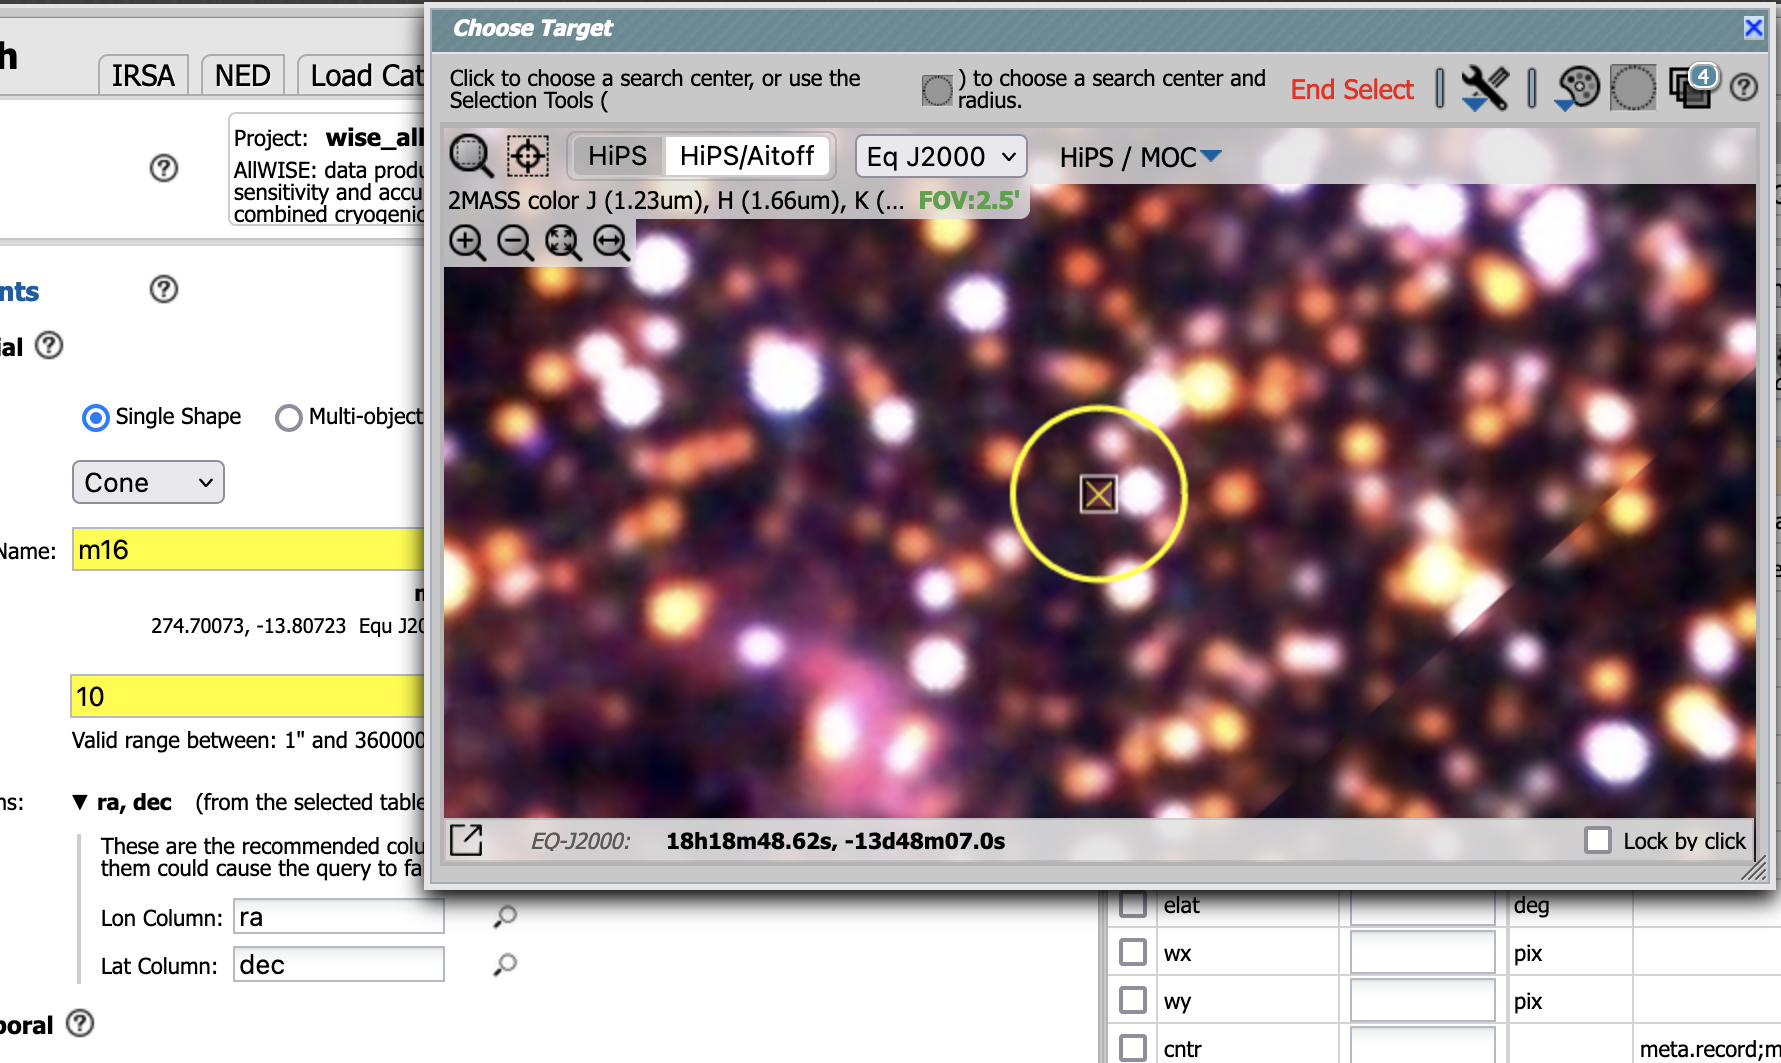 Choose Target
h
IRSA
NED
Load Cat
Click to choose a search center, or use the
Selection Tools (
) to choose a search center and
radius.
End Select
4
Project: wise_all
AllWISE: data produ
sensitivity and accu
combined cryogenic
HiPS
HiPS/Aitoff
Eq J2000
HiPS / MOC
2MASS color J (1.23um), H (1.66um), K (... FOV:2.5'
nts
ial
Single Shape
Multi-object
Cone
Name:
m16
274.70073, -13.80723 Equ J20
10
Valid range between: 1" and 360000
ns:
ra, dec (from the selected table
These are the recommended colu
them could cause the query to fa
Lon Column:
ra
Lat Column:
dec
poral
EQ-J2000: 18h18m48.62s, -13d48m07.0s
Lock by click
elat
deg
wx
pix
wy
pix
cntr
meta.record;m